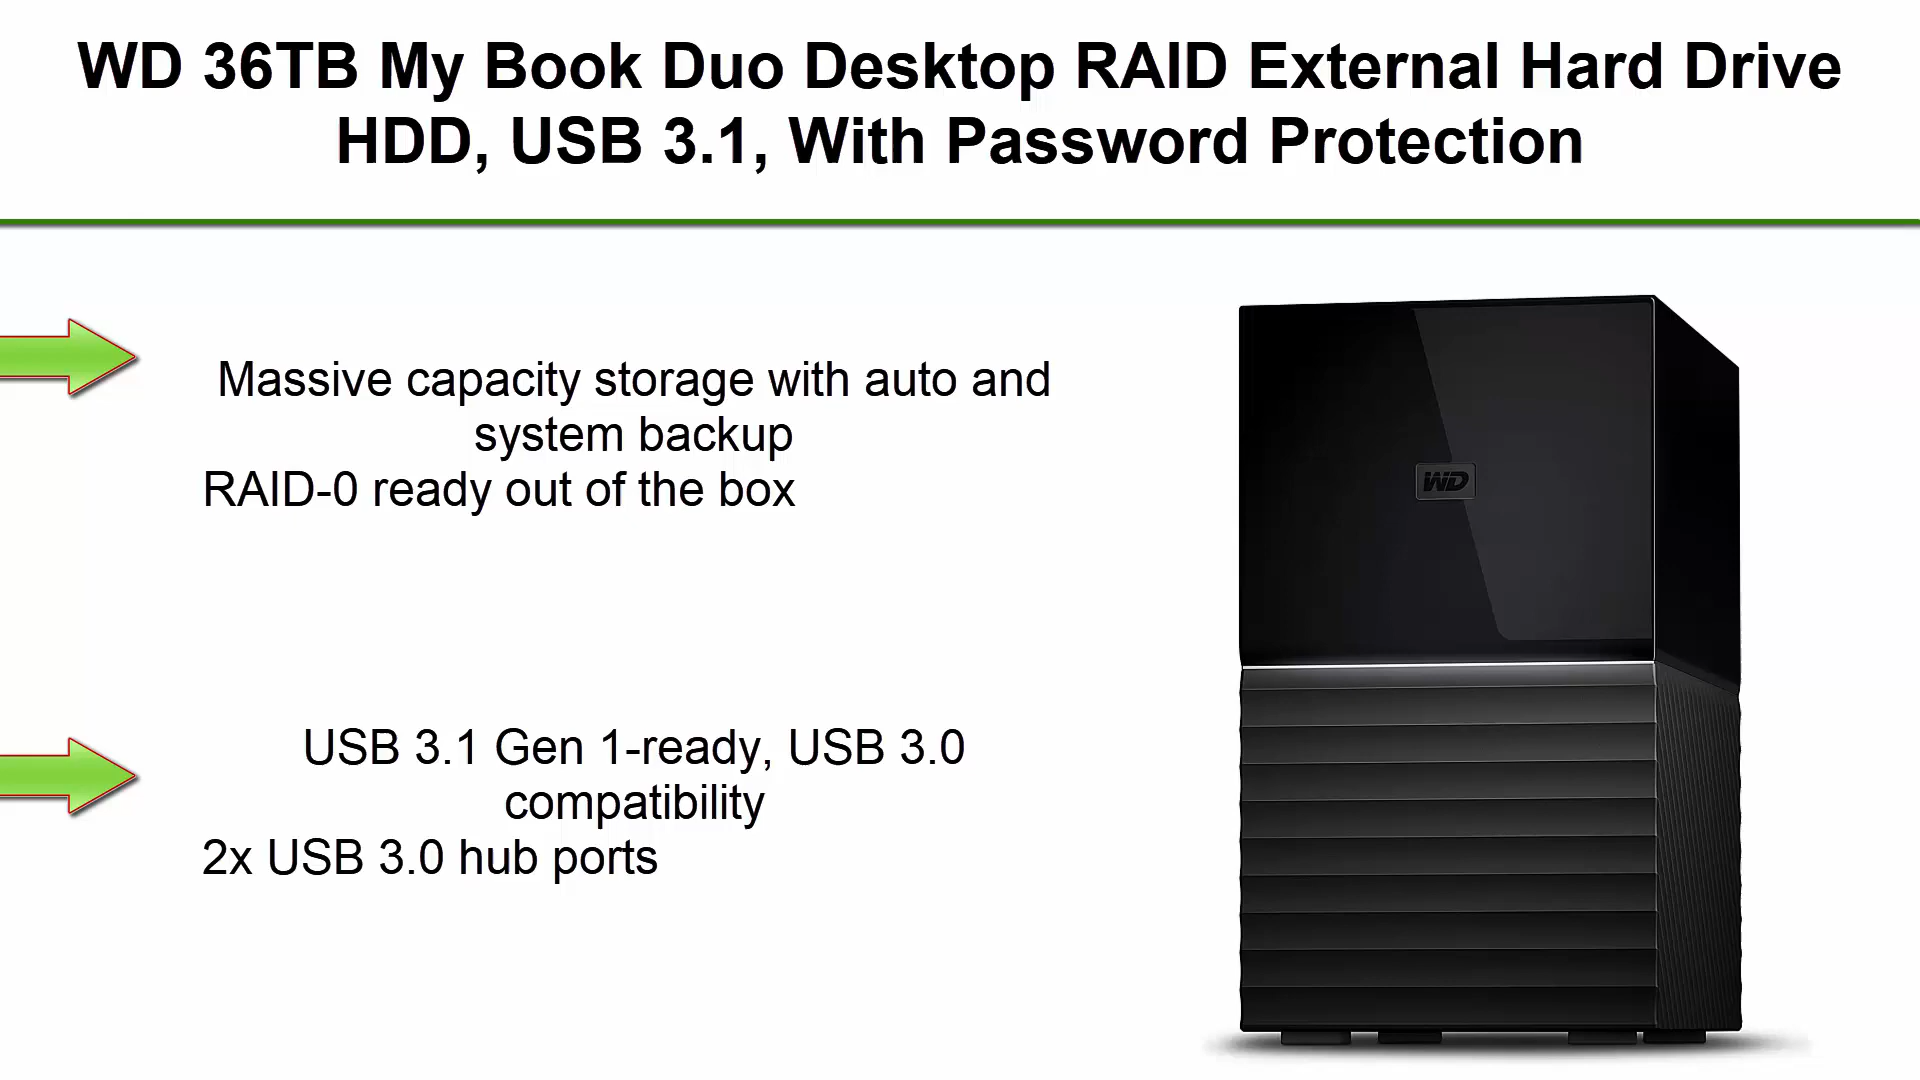 WD 36TB My Book Duo Desktop RAID External Hard Drive
HDD, USB 3.1, With Password Protection
Massive capacity storage with auto and
system backup
RAID-0 ready out of the box
WD
USB 3.1 Gen 1-ready, USB 3.0
compatibility
2x USB 3.0 hub ports